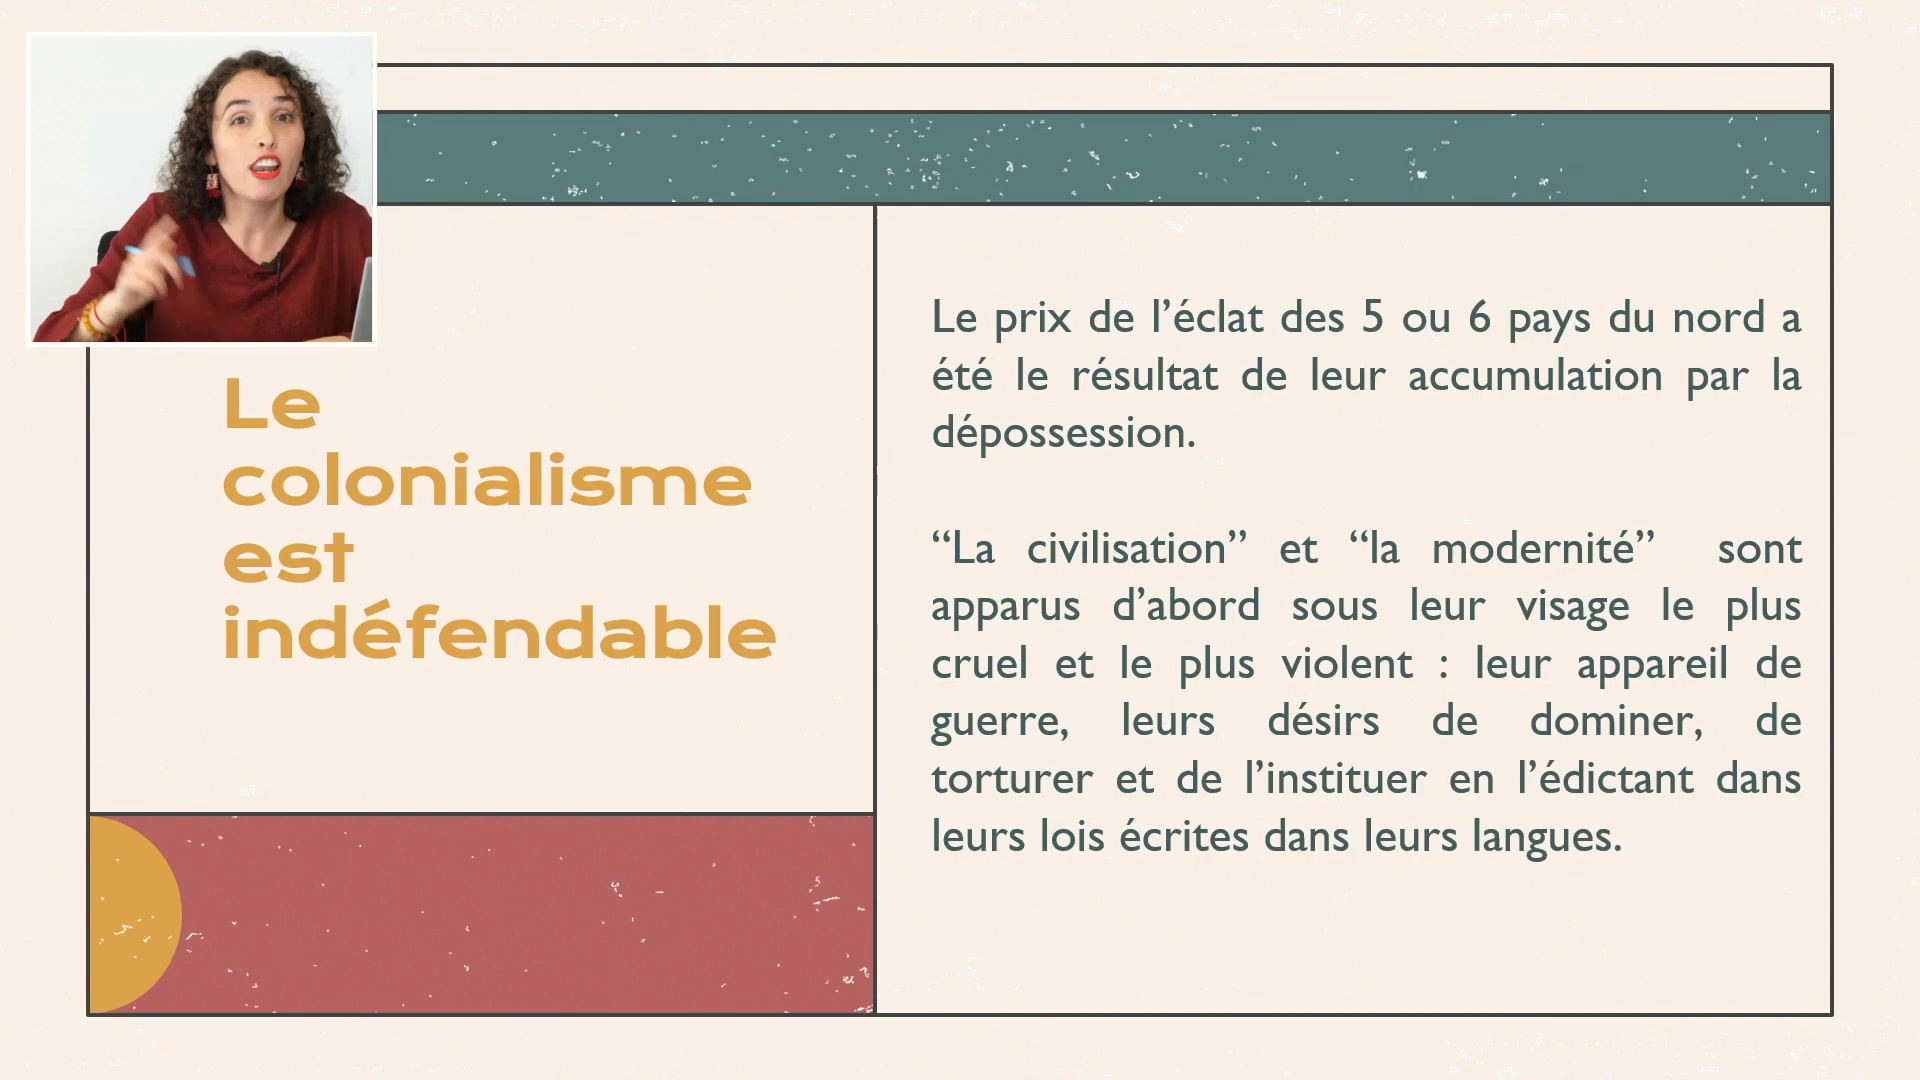 Le
colonialisme
est
indéfendable
Le prix de l’éclat des 5 ou 6 pays du nord a
été le résultat de leur accumulation par la
dépossession.
“La civilisation” et “la modernité” sont
apparus d’abord sous leur visage le plus
cruel et le plus violent : leur appareil de
guerre, leurs désirs de dominer, de
torturer et de l’instituer en l’édictant dans
leurs lois écrites dans leurs langues.